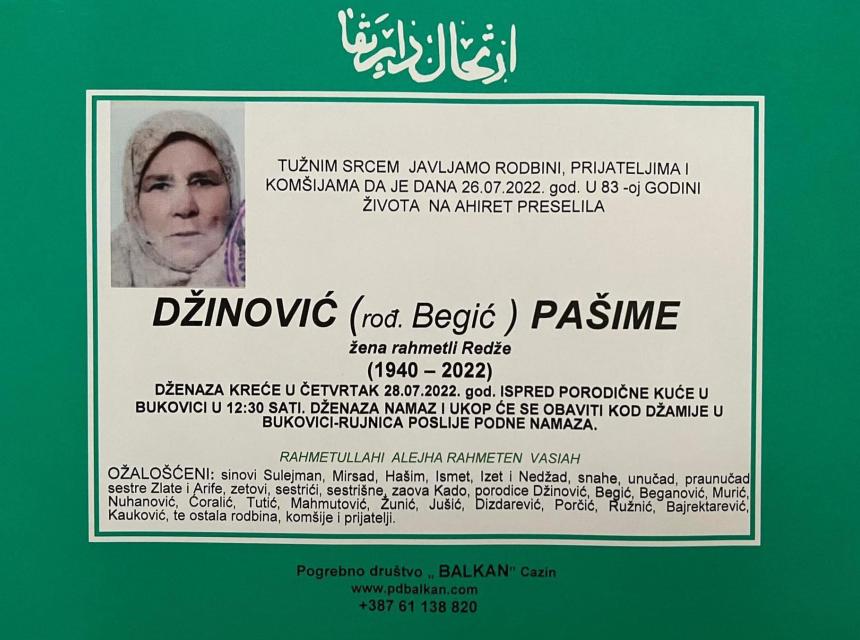 ارتحال دار بقا
TUŽNIM SRCEM JAVLJAMO RODBINI, PRIJATELJIMA I
KOMŠIJAMA DA JE DANA 26.07.2022. god. U 83 -oj GODINI
ŽIVOTA NA AHIRET PRESELILA
DŽINOVIĆ (rođ. Begić ) PAŠIME
žena rahmetli Redže
(1940 – 2022)
DŽENAZA KREĆE U ČETVRTAK 28.07.2022. god. ISPRED PORODIČNE KUĆE U
BUKOVICI U 12:30 SATI. DŽENAZA NAMAZ I UKOP ĆE SE OBAVITI KOD DŽAMIJE U
BUKOVICI-RUJNICA POSLIJE PODNE NAMAZA.
RAHMETULLAHI ALEJHA RAHMETEN VASIAH
OŽALOŠĆENI: sinovi Sulejman, Mirsad, Hašim, Ismet, Izet i Nedžad, snahe, unučad, praunučad
sestre Zlate i Arife, zetovi, sestrići, sestrišne, zaova Kado, porodice Džinović, Begić, Beganović, Murić,
Nuhanović, Ćoralić, Tutić, Mahmutović, Žunić, Jušić, Dizdarević, Porčić, Ružnić, Bajrektarević,
Kauković, te ostala rodbina, komšije i prijatelji.
Pogrebno društvo „ BALKAN" Cazin
www.pdbalkan.com
+387 61 138 820